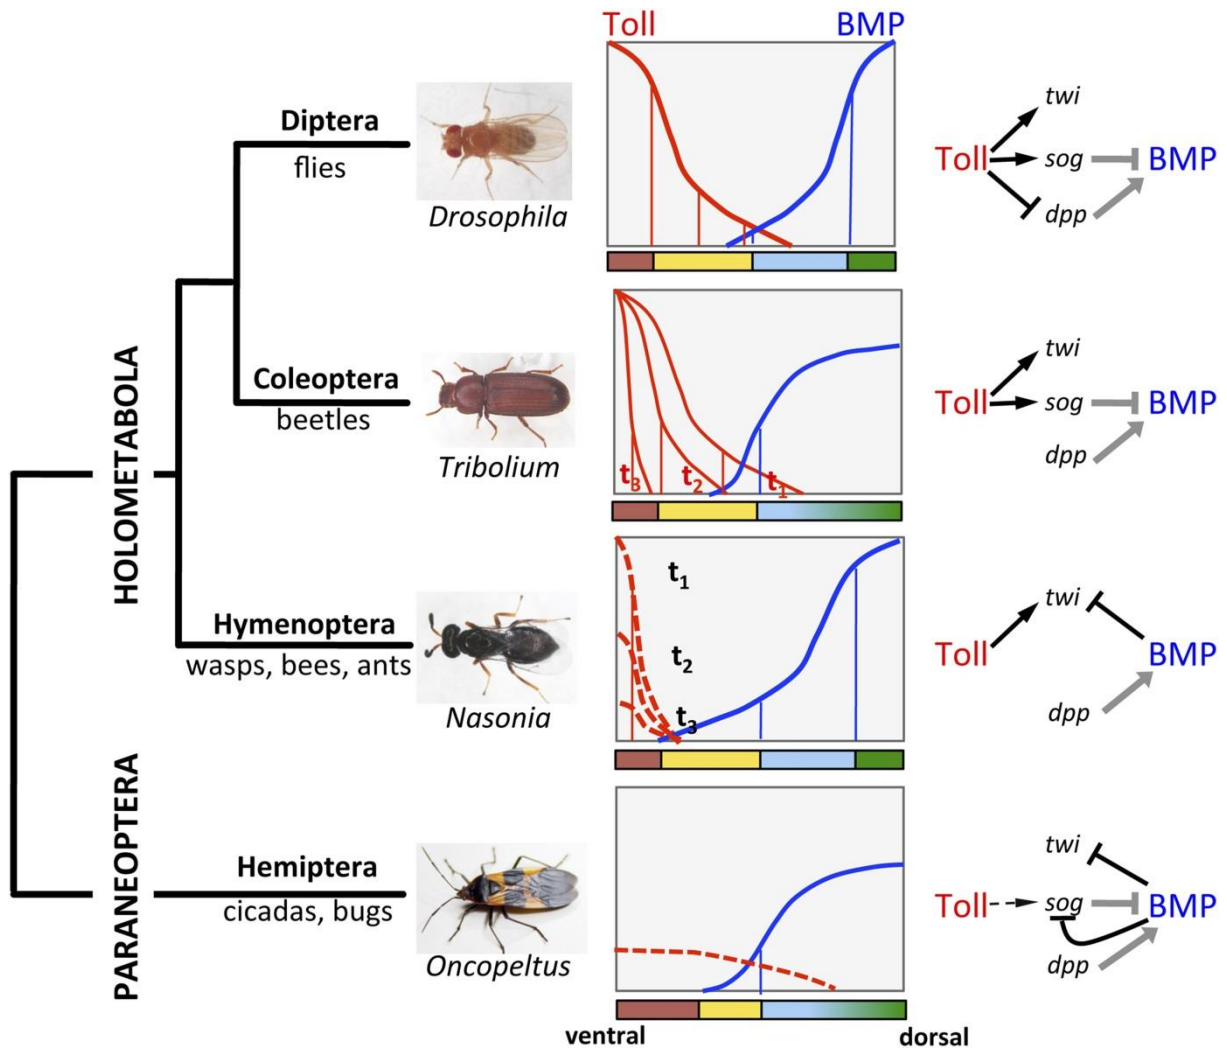 Toll BMP
Diptera
flies
Drosophila
twi
Toll sog BMP
dpp
HOLOMETABOLA
Coleoptera
beetles
Tribolium
t3 t2 t1
twi
Toll sog BMP
dpp
Hymenoptera
wasps, bees, ants
Nasonia
t1
t2
t3
twi
Toll BMP
dpp
PARANEOPTERA
Hemiptera
cicadas, bugs
Oncopeltus
twi
Toll sog BMP
dpp
ventral dorsal